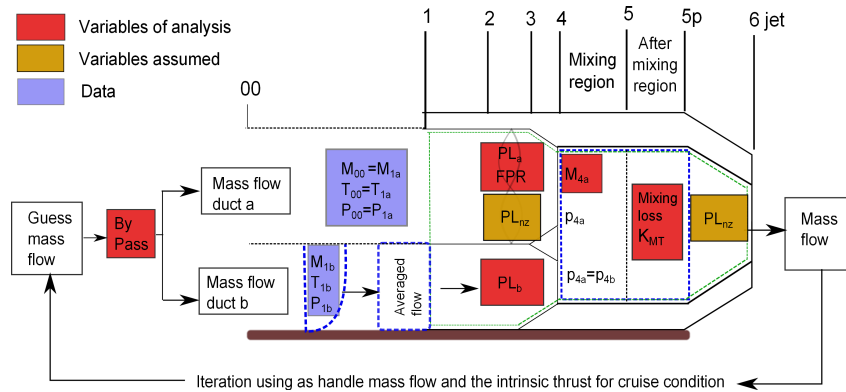 Variables of analysis
Variables assumed
Data
00
1
2
3
4
5
5p
6 jet
Mixing
region
After
mixing
region
Guess
mass
flow
By
Pass
Mass flow
duct a
Mass flow
duct b
M00 =M1a
T00=T1a
P00=P1a
M1b
T1b
P1b
Averaged
flow
PLa
FPR
PLnz
PLb
M4a
p4a
p4a=p4b
Mixing
loss
KMT
PLnz
Mass
flow
Iteration using as handle mass flow and the intrinsic thrust for cruise condition